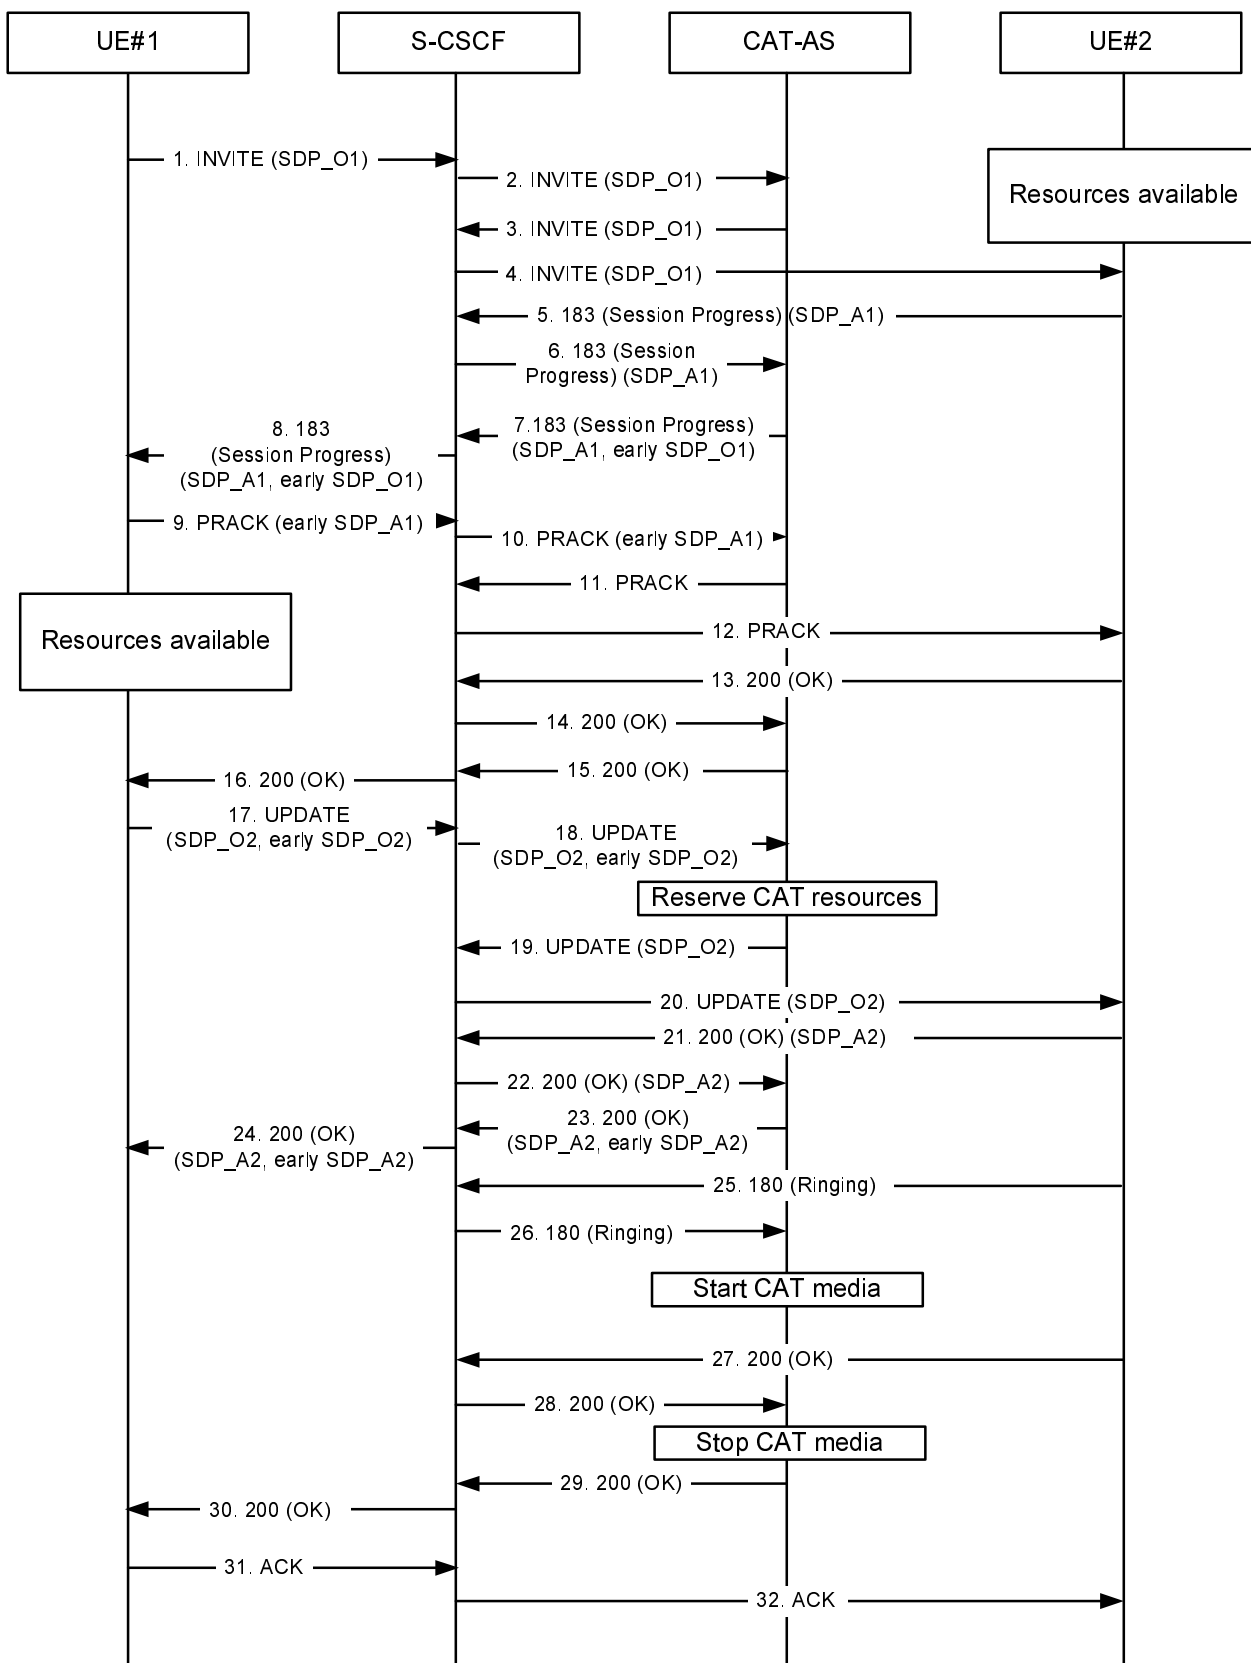 UE#1
S-CSCF
CAT-AS
UE#2
1. INVITE (SDP_O1)
2. INVITE (SDP_O1)
Resources available
3. INVITE (SDP_O1)
4. INVITE (SDP_O1)
5. 183 (Session Progress) (SDP_A1)
6. 183 (Session
Progress) (SDP_A1)
7.183 (Session Progress)
(SDP_A1, early SDP_O1)
8. 183
(Session Progress)
(SDP_A1, early SDP_O1)
9. PRACK (early SDP_A1)
10. PRACK (early SDP_A1)
11. PRACK
Resources available
12. PRACK
13. 200 (OK)
14. 200 (OK)
15. 200 (OK)
16. 200 (OK)
17. UPDATE
(SDP_O2, early SDP_O2)
18. UPDATE
(SDP_O2, early SDP_O2)
Reserve CAT resources
19. UPDATE (SDP_O2)
20. UPDATE (SDP_O2)
21. 200 (OK) (SDP_A2)
22. 200 (OK) (SDP_A2)
23. 200 (OK)
(SDP_A2, early SDP_A2)
24. 200 (OK)
(SDP_A2, early SDP_A2)
25. 180 (Ringing)
26. 180 (Ringing)
Start CAT media
27. 200 (OK)
28. 200 (OK)
Stop CAT media
29. 200 (OK)
30. 200 (OK)
31. ACK
32. ACK